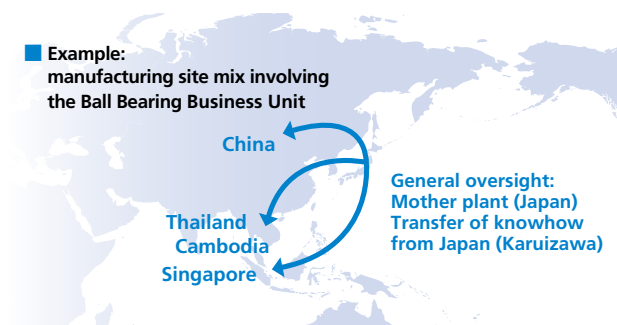 Example:
manufacturing site mix involving
the Ball Bearing Business Unit
China
General oversight:
Mother plant (Japan)
Transfer of knowhow
from Japan (Karuizawa)
Thailand
Cambodia
Singapore